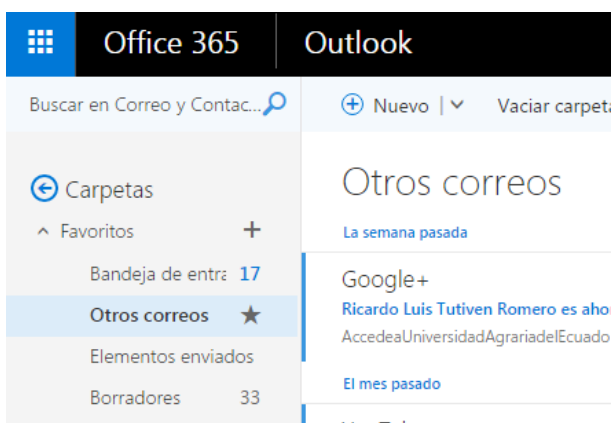 Office 365
Outlook
Buscar en Correo y Contac...
Nuevo
Vaciar carpeta
Carpetas
Favoritos
Bandeja de entra 17
Otros correos
Elementos enviados
Borradores 33
Otros correos
La semana pasada
Google+
Ricardo Luis Tutiven Romero es aho
AccedeaUniversidadAgrariadelEcuado
El mes pasado